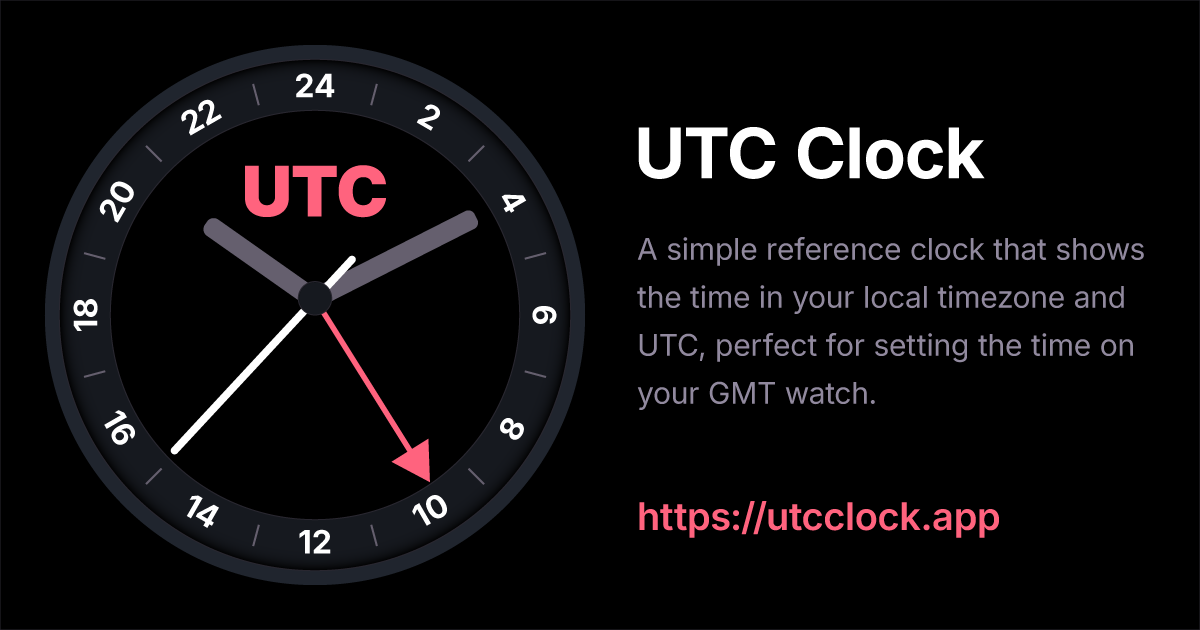 24
2
4
6
8
10
12
14
16
18
20
22
UTC
UTC Clock
A simple reference clock that shows
the time in your local timezone and
UTC, perfect for setting the time on
your GMT watch.
https://utcclock.app